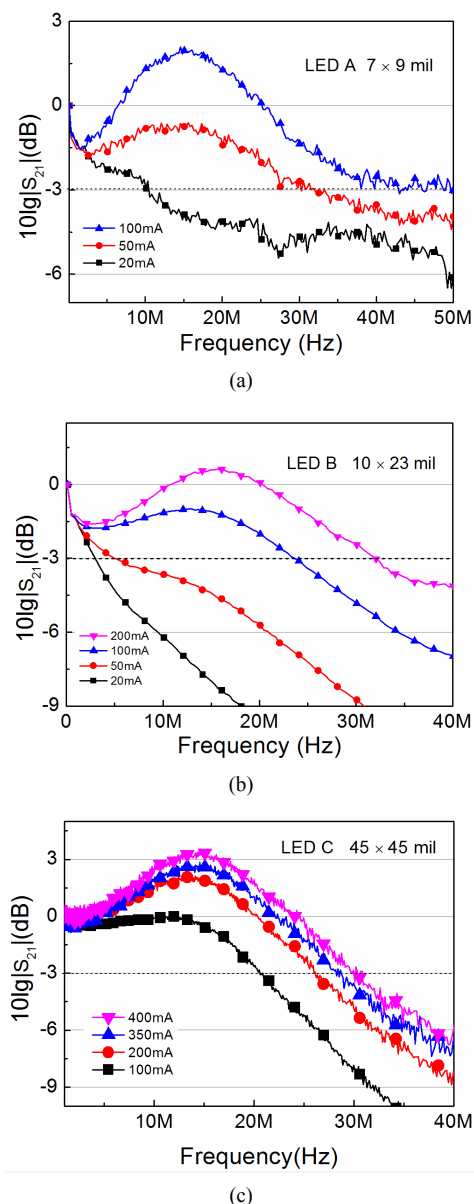 3
0
-3
-6
10lg|S21|(dB)
LED A 7 × 9 mil
100mA
50mA
20mA
10M 20M 30M 40M 50M
Frequency (Hz)
(a)
0
-3
-6
-9
10lg|S21|(dB)
LED B 10 × 23 mil
200mA
100mA
50mA
20mA
0 10M 20M 30M 40M
Frequency (Hz)
(b)
3
0
-3
-6
-9
10lg|S21|(dB)
LED C 45 × 45 mil
400mA
350mA
200mA
100mA
10M 20M 30M 40M
Frequency(Hz)
(c)